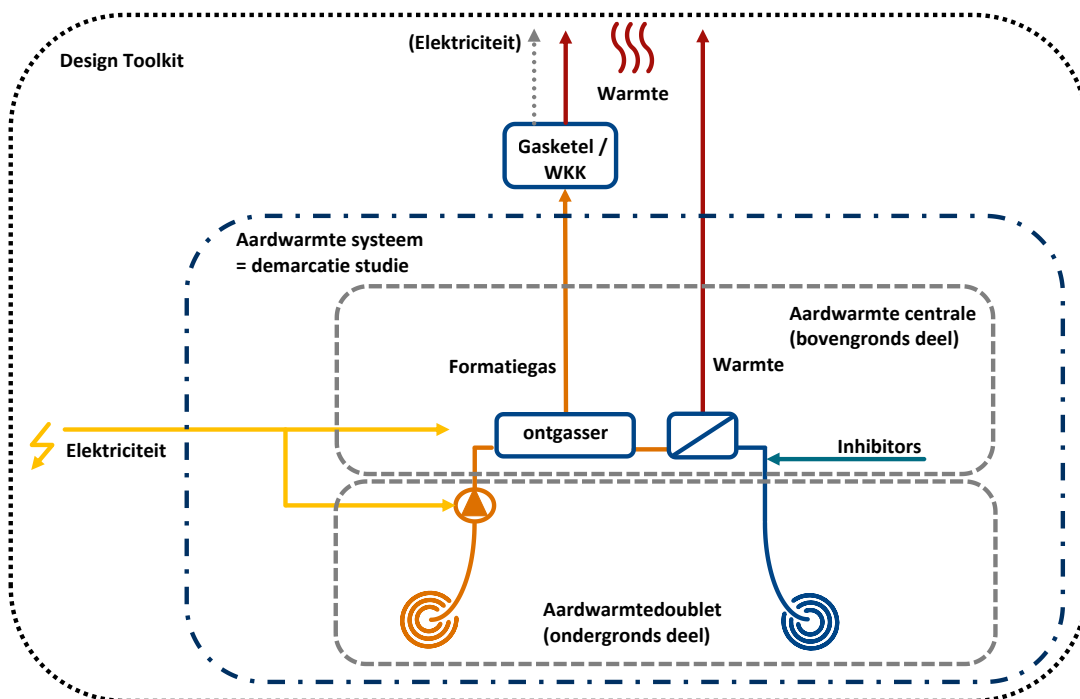 (Elektriciteit)
Design Toolkit
Warmte
Gasketel /
WKK
Aardwarmte systeem
= demarcatie studie
Aardwarmte centrale
(bovengronds deel)
Formatiegas
Warmte
ontgasser
Elektriciteit
Inhibitors
Aardwarmtedoublet
(ondergronds deel)